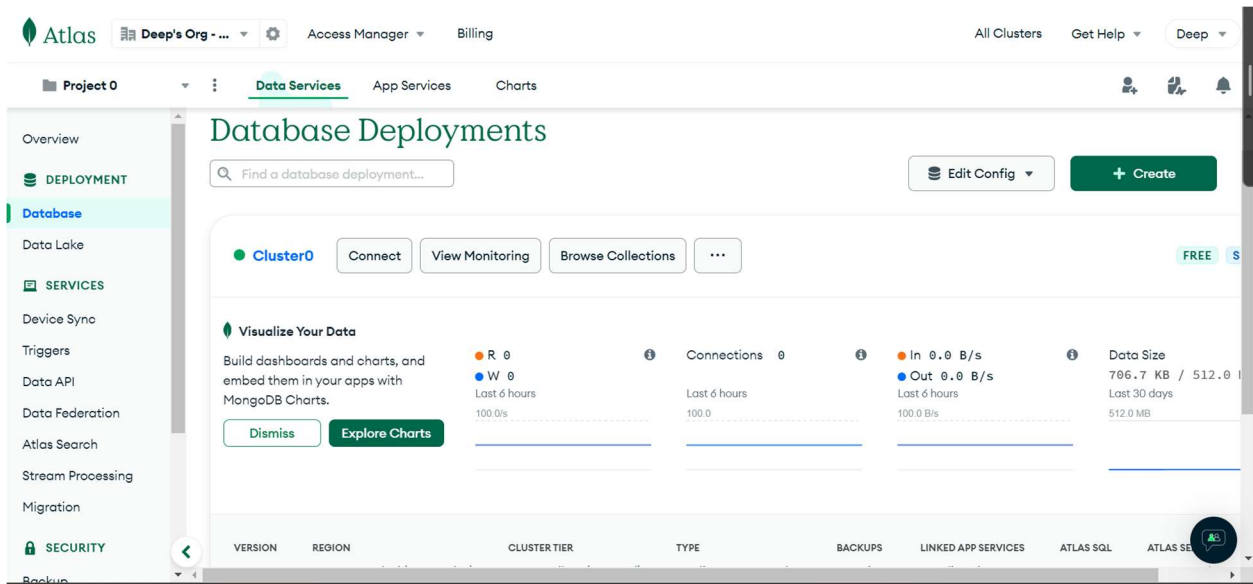 Atlas
Deep's Org - ...
Access Manager
Billing
All Clusters
Get Help
Deep
Project 0
Data Services
App Services
Charts
Overview
DEPLOYMENT
Database
Data Lake
SERVICES
Device Sync
Triggers
Data API
Data Federation
Atlas Search
Stream Processing
Migration
SECURITY
Backup
Database Deployments
Find a database deployment...
Edit Config
+ Create
Cluster0
Connect
View Monitoring
Browse Collections
...
FREE
S
Visualize Your Data
Build dashboards and charts, and
embed them in your apps with
MongoDB Charts.
Dismiss
Explore Charts
R 0
W 0
Last 6 hours
100.0/s
Connections 0
Last 6 hours
100.0
In 0.0 B/s
Out 0.0 B/s
Last 6 hours
100.0 B/s
Data Size
706.7 KB / 512.0
Last 30 days
512.0 MB
VERSION
REGION
CLUSTER TIER
TYPE
BACKUPS
LINKED APP SERVICES
ATLAS SQL
ATLAS